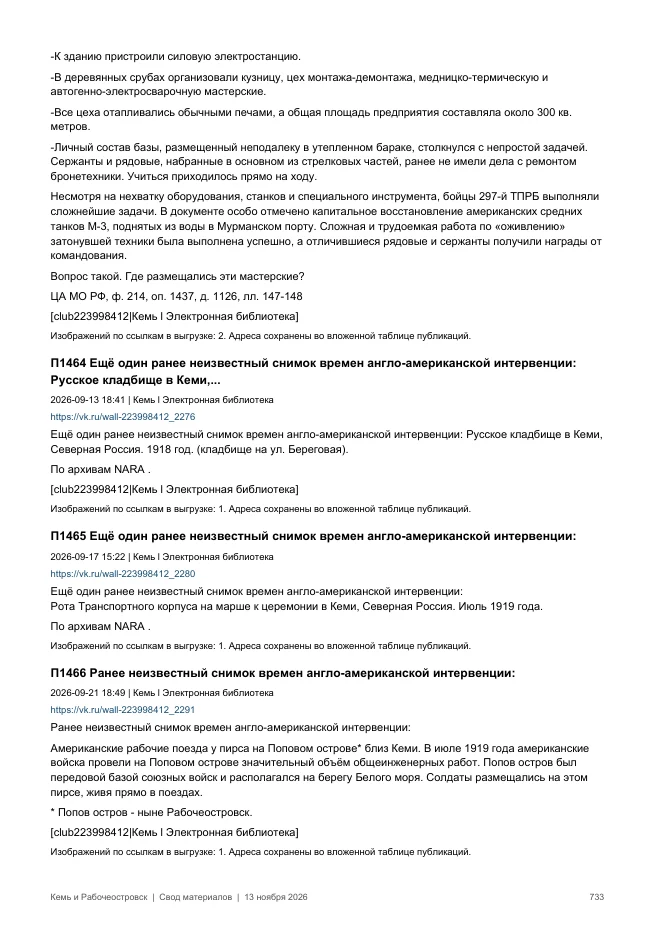 -К зданию пристроили силовую электростанцию.
-В деревянных срубах организовали кузницу, цех монтажа-демонтажа, медницко-термическую и
автогенно-электросварочную мастерские.
-Все цеха отапливались обычными печами, а общая площадь предприятия составляла около 300 кв.
метров.
-Личный состав базы, размещенный неподалеку в утепленном бараке, столкнулся с непростой задачей.
Сержанты и рядовые, набранные в основном из стрелковых частей, ранее не имели дела с ремонтом
бронетехники. Учиться приходилось прямо на ходу.
Несмотря на нехватку оборудования, станков и специального инструмента, бойцы 297-й ТПРБ выполняли
сложнейшие задачи. В документе особо отмечено капитальное восстановление американских средних
танков М-3, поднятых из воды в Мурманском порту. Сложная и трудоемкая работа по «оживлению»
затонувшей техники была выполнена успешно, а отличившиеся рядовые и сержанты получили награды от
командования.
Вопрос такой. Где размещались эти мастерские?
ЦА МО РФ, ф. 214, оп. 1437, д. 1126, лл. 147-148
[club223998412|Кемь I Электронная библиотека]
Изображений по ссылкам в выгрузке: 2. Адреса сохранены во вложенной таблице публикаций.
П1464 Ещё один ранее неизвестный снимок времен англо-американской интервенции:
Русское кладбище в Кеми,...
2026-09-13 18:41 | Кемь I Электронная библиотека
https://vk.ru/wall-223998412_2276
Ещё один ранее неизвестный снимок времен англо-американской интервенции: Русское кладбище в Кеми,
Северная Россия. 1918 год. (кладбище на ул. Береговая).
По архивам NARA .
[club223998412|Кемь I Электронная библиотека]
Изображений по ссылкам в выгрузке: 1. Адреса сохранены во вложенной таблице публикаций.
П1465 Ещё один ранее неизвестный снимок времен англо-американской интервенции:
2026-09-17 15:22 | Кемь I Электронная библиотека
https://vk.ru/wall-223998412_2280
Ещё один ранее неизвестный снимок времен англо-американской интервенции:
Рота Транспортного корпуса на марше к церемонии в Кеми, Северная Россия. Июль 1919 года.
По архивам NARA .
Изображений по ссылкам в выгрузке: 1. Адреса сохранены во вложенной таблице публикаций.
П1466 Ранее неизвестный снимок времен англо-американской интервенции:
2026-09-21 18:49 | Кемь I Электронная библиотека
https://vk.ru/wall-223998412_2291
Ранее неизвестный снимок времен англо-американской интервенции:
Американские рабочие поезда у пирса на Поповом острове* близ Кеми. В июле 1919 года американские
войска провели на Поповом острове значительный объём общеинженерных работ. Попов остров был
передовой базой союзных войск и располагался на берегу Белого моря. Солдаты размещались на этом
пирсе, живя прямо в поездах.
* Попов остров - ныне Рабочеостровск.
[club223998412|Кемь I Электронная библиотека]
Изображений по ссылкам в выгрузке: 1. Адреса сохранены во вложенной таблице публикаций.
Кемь и Рабочеостровск | Свод материалов | 13 ноября 2026
733